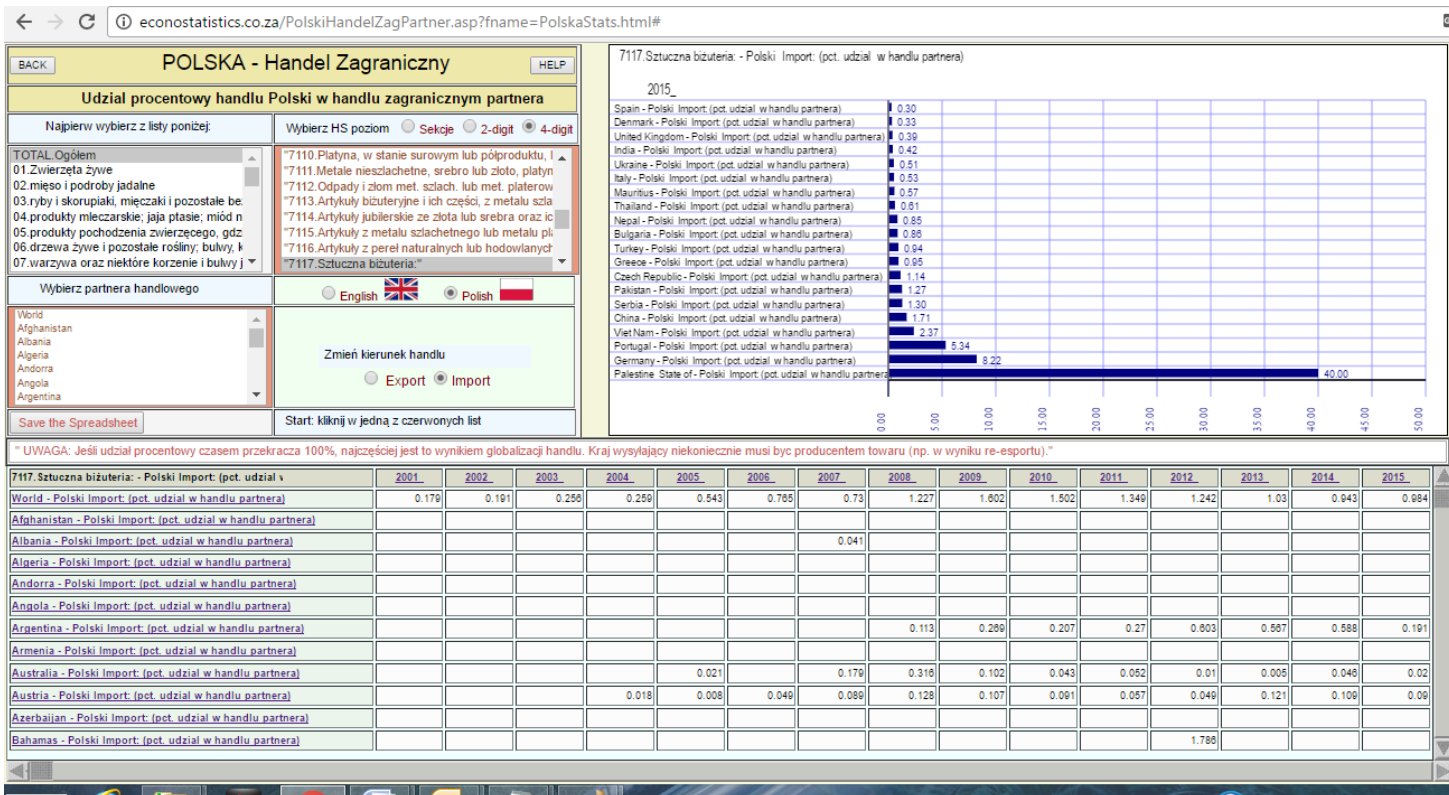 econostatistics.co.za/PolskiHandelZagPartner.asp?fname=PolskaStats.html#
BACK
POLSKA - Handel Zagraniczny
HELP
Udzial procentowy handlu Polski w handlu zagranicznym partnera
Najpierw wybierz z listy poniżej:
Wybierz HS poziom Sekcje 2-digit 4-digit
TOTAL.Ogółem
01.Zwierzęta żywe
02.mięso i podroby jadalne
03.ryby i skorupiaki, mięczaki i pozostałe be
04.produkty mleczarskie; jaja ptasie; miód n
05.produkty pochodzenia zwierzęcego, gdz
06.drzewa żywe i pozostałe rośliny; bulwy, k
07.warzywa oraz niektóre korzenie i bulwy j
"7110.Platyna, w stanie surowym lub półproduktu, l
"7111.Metale nieszlachetne, srebro lub złoto, platyn
"7112.Odpady i złom met. szlach. lub met. platerow
"7113.Artykuły biżuteryjne i ich części, z metalu szla
"7114.Artykuły jubilerskie ze złota lub srebra oraz ic
"7115.Artykuły z metalu szlachetnego lub metalu pl
"7116.Artykuły z pereł naturalnych lub hodowlanych
"7117.Sztuczna biżuteria:"
Wybierz partnera handlowego
English Polish
World
Afghanistan
Albania
Algeria
Andorra
Angola
Argentina
Zmień kierunek handlu
Export Import
Save the Spreadsheet
Start: kliknij w jedną z czerwonych list
7117.Sztuczna biżuteria: - Polski Import: (pct. udzial w handlu partnera)
2015_
Spain - Polski Import: (pct. udzial w handlu partnera) 0.30
Denmark - Polski Import: (pct. udzial w handlu partnera) 0.33
United Kingdom - Polski Import: (pct. udzial w handlu partnera) 0.39
India - Polski Import: (pct. udzial w handlu partnera) 0.42
Ukraine - Polski Import: (pct. udzial w handlu partnera) 0.51
Italy - Polski Import: (pct. udzial w handlu partnera) 0.53
Mauritius - Polski Import: (pct. udzial w handlu partnera) 0.57
Thailand - Polski Import: (pct. udzial w handlu partnera) 0.61
Nepal - Polski Import: (pct. udzial w handlu partnera) 0.85
Bulgaria - Polski Import: (pct. udzial w handlu partnera) 0.86
Turkey - Polski Import: (pct. udzial w handlu partnera) 0.94
Greece - Polski Import: (pct. udzial w handlu partnera) 0.95
Czech Republic - Polski Import: (pct. udzial w handlu partnera) 1.14
Pakistan - Polski Import: (pct. udzial w handlu partnera) 1.27
Serbia - Polski Import: (pct. udzial w handlu partnera) 1.30
China - Polski Import: (pct. udzial w handlu partnera) 1.71
Viet Nam - Polski Import: (pct. udzial w handlu partnera) 2.37
Portugal - Polski Import: (pct. udzial w handlu partnera) 5.34
Germany - Polski Import: (pct. udzial w handlu partnera) 8.22
Palestine State of - Polski Import: (pct. udzial w handlu partnera 40.00
0.00 5.00 10.00 15.00 20.00 25.00 30.00 35.00 40.00 45.00 50.00
" UWAGA: Jeśli udział procentowy czasem przekracza 100%, najczęściej jest to wynikiem globalizacji handlu. Kraj wysyłający niekoniecznie musi byc producentem towaru (np. w wyniku re-esportu)."
7117.Sztuczna biżuteria: - Polski Import: (pct. udzial v 2001_ 2002_ 2003_ 2004_ 2005_ 2006_ 2007_ 2008_ 2009_ 2010_ 2011_ 2012_ 2013_ 2014_ 2015_
World - Polski Import: (pct. udzial w handlu partnera) 0.179 0.191 0.256 0.259 0.543 0.765 0.73 1.227 1.602 1.502 1.349 1.242 1.03 0.943 0.984
Afghanistan - Polski Import: (pct. udzial w handlu partnera)
Albania - Polski Import: (pct. udzial w handlu partnera) 0.041
Algeria - Polski Import: (pct. udzial w handlu partnera)
Andorra - Polski Import: (pct. udzial w handlu partnera)
Angola - Polski Import: (pct. udzial w handlu partnera)
Argentina - Polski Import: (pct. udzial w handlu partnera) 0.113 0.269 0.207 0.27 0.603 0.567 0.588 0.191
Armenia - Polski Import: (pct. udzial w handlu partnera)
Australia - Polski Import: (pct. udzial w handlu partnera) 0.021 0.179 0.316 0.102 0.043 0.052 0.01 0.005 0.046 0.02
Austria - Polski Import: (pct. udzial w handlu partnera) 0.018 0.008 0.049 0.089 0.128 0.107 0.091 0.057 0.049 0.121 0.109 0.09
Azerbaijan - Polski Import: (pct. udzial w handlu partnera)
Bahamas - Polski Import: (pct. udzial w handlu partnera) 1.786